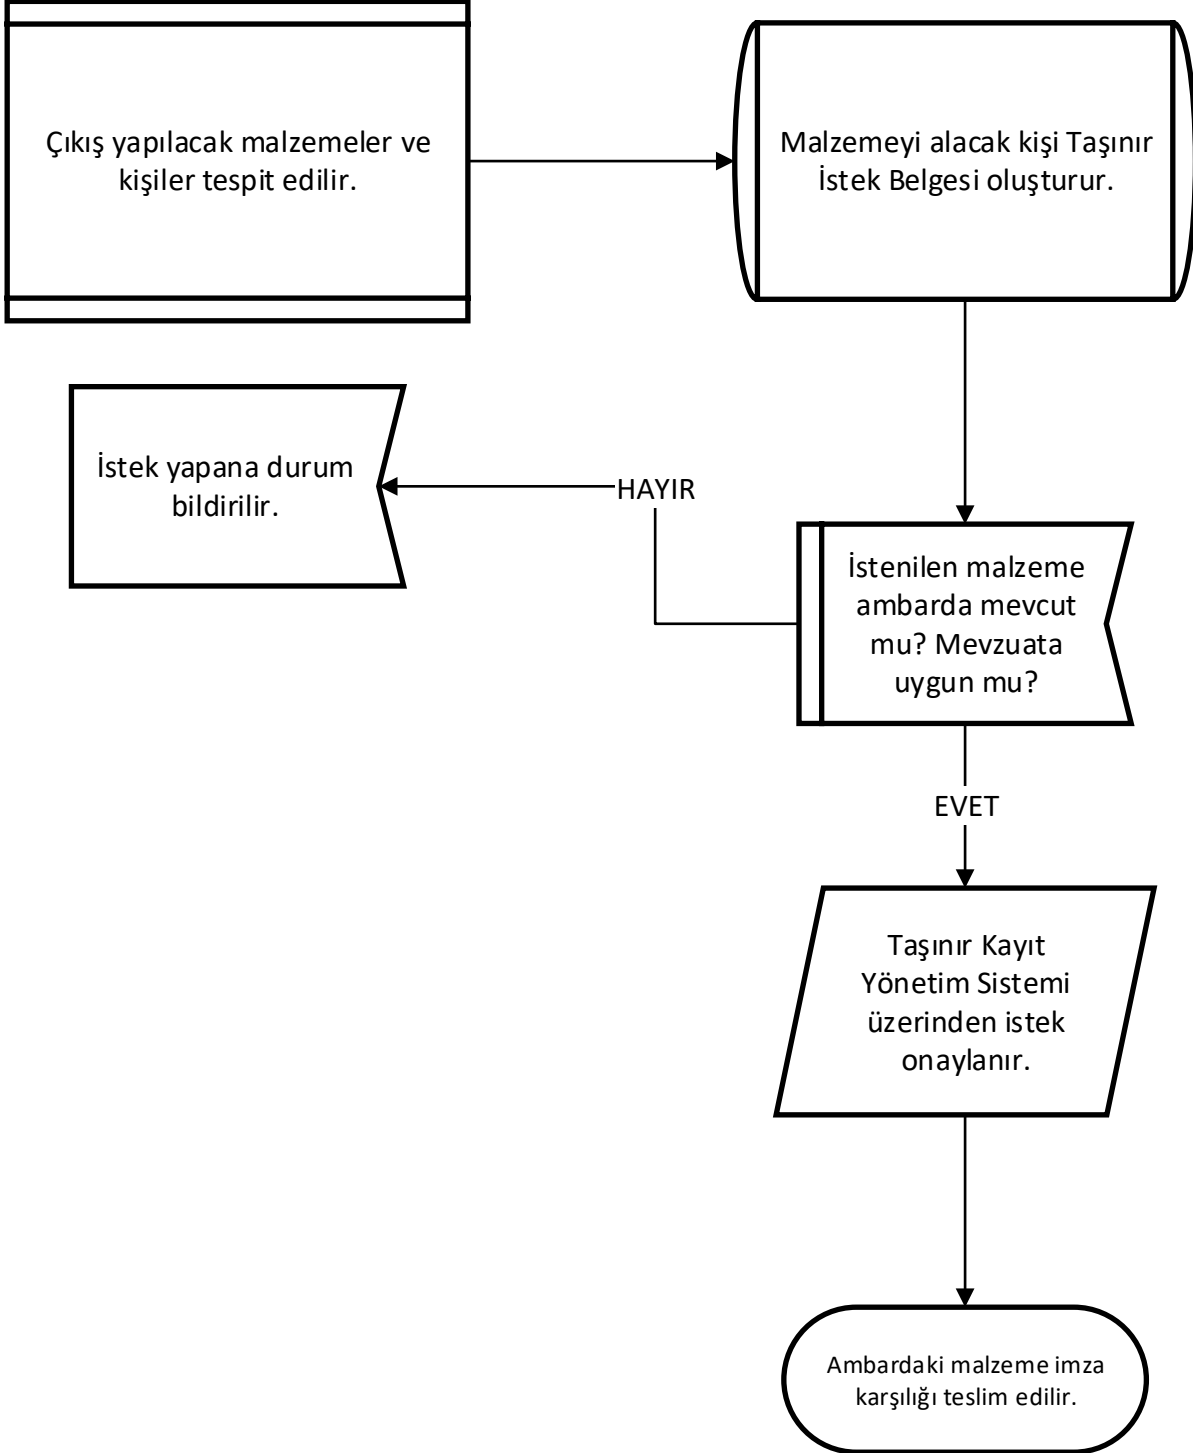 Çıkış yapılacak malzemeler ve
kişiler tespit edilir.
Malzemeyi alacak kişi Taşınır
İstek Belgesi oluşturur.
İstek yapana durum
bildirilir.
HAYIR
İstenilen malzeme
ambarda mevcut
mu? Mevzuata
uygun mu?
EVET
Taşınır Kayıt
Yönetim Sistemi
üzerinden istek
onaylanır.
Ambardaki malzeme imza
karşılığı teslim edilir.